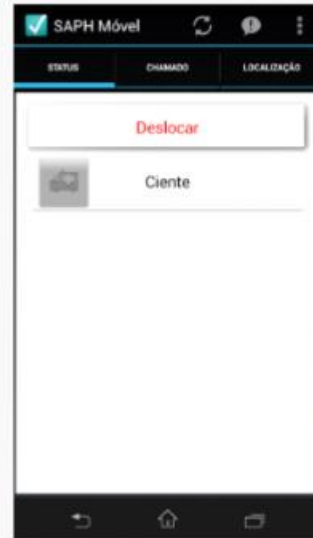 SAPH Móvel
STATUS
CHAMADO
LOCALIZAÇÃO
Deslocar
Ciente